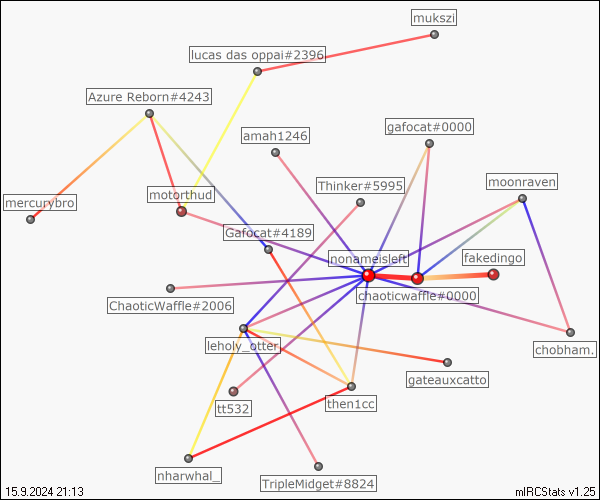 mukszi
lucas das oppai#2396
Azure Reborn#4243
gafocat#0000
amah1246
Thinker#5995
moonraven
motorthud
mercurybro
Gafocat#4189
nonameisleft
fakedingo
chaoticwaffle#0000
ChaoticWaffle#2006
leholy_otter
chobham.
gateauxcatto
then1cc
tt532
nharwhal_
TripleMidget#8824
15.9.2024 21:13
mIRCStats v1.25